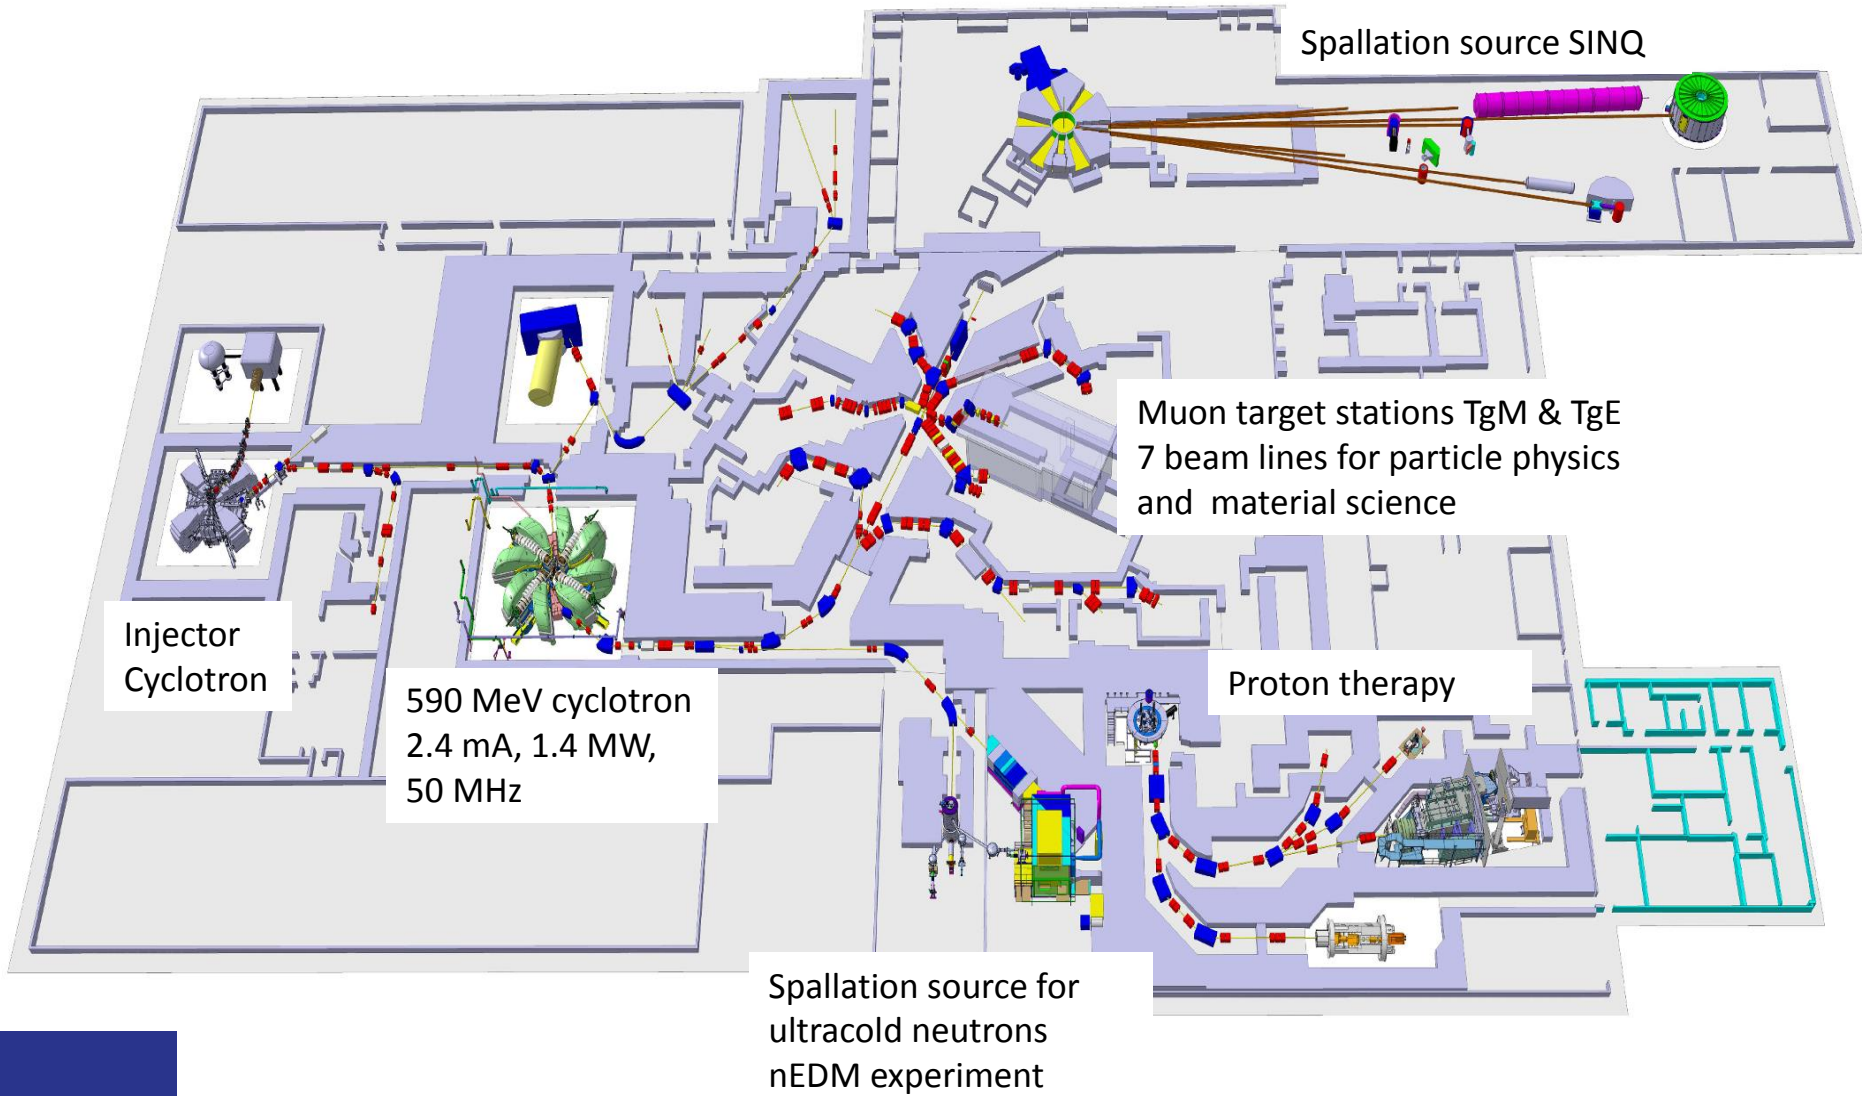 Spallation source SINQ
Muon target stations TgM & TgE
7 beam lines for particle physics
and material science
Injector
Cyclotron
590 MeV cyclotron
2.4 mA, 1.4 MW,
50 MHz
Proton therapy
Spallation source for
ultracold neutrons
nEDM experiment